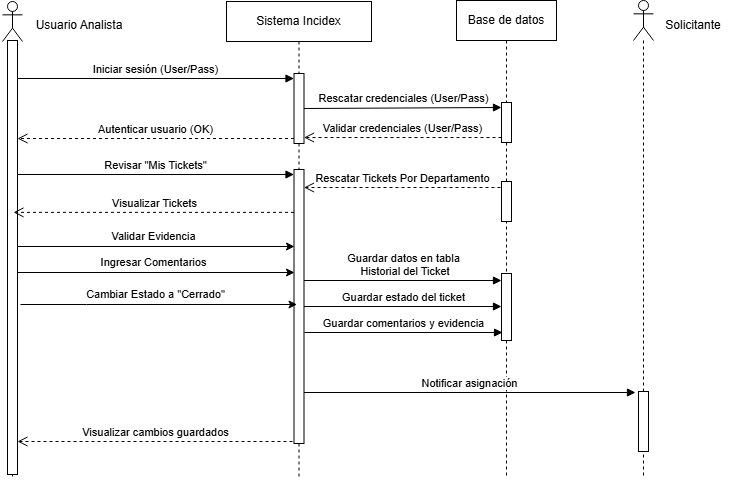 Usuario Analista
Sistema Incidex
Base de datos
Solicitante
Iniciar sesión (User/Pass)
Rescatar credenciales (User/Pass)
Autenticar usuario (OK)
Validar credenciales (User/Pass)
Revisar "Mis Tickets"
Rescatar Tickets Por Departamento
Visualizar Tickets
Validar Evidencia
Ingresar Comentarios
Guardar datos en tabla
Historial del Ticket
Cambiar Estado a "Cerrado"
Guardar estado del ticket
Guardar comentarios y evidencia
Notificar asignación
Visualizar cambios guardados